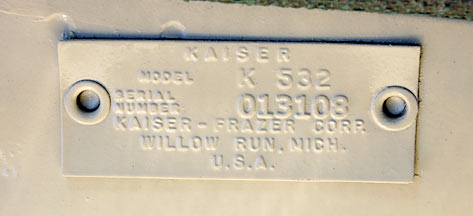 KAISER
MODEL K 532
SERIAL NUMBER 013108
KAISER-FRAZER CORP.
WILLOW RUN, MICH.
U.S.A.